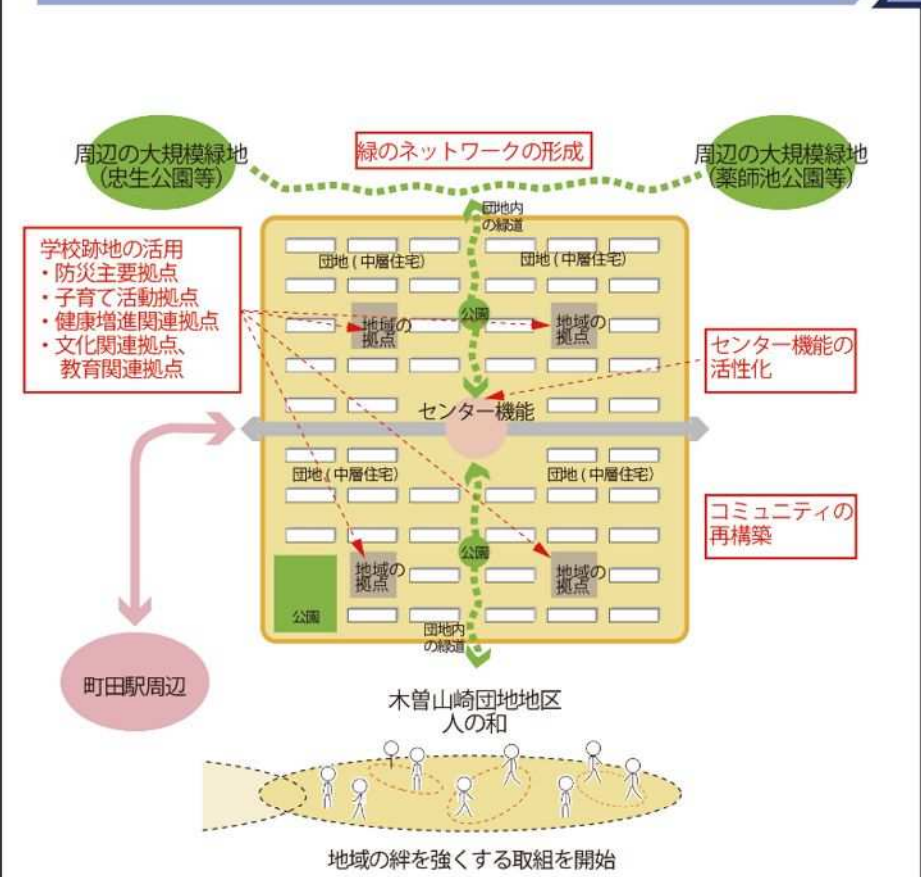 周辺の大規模緑地
(忠生公園等)
緑のネットワークの形成
周辺の大規模緑地
(薬師池公園等)
団地内
の緑道
学校跡地の活用
・防災主要拠点
・子育て活動拠点
・健康増進関連拠点
・文化関連拠点、
教育関連拠点
団地(中層住宅)
団地(中層住宅)
地域の
拠点
公園
地域の
拠点
センター機能の
活性化
センター機能
団地(中層住宅)
団地(中層住宅)
コミュニティの
再構築
公園
地域の
拠点
公園
地域の
拠点
団地内
の緑道
町田駅周辺
木曽山崎団地地区
人の和
地域の絆を強くする取組を開始